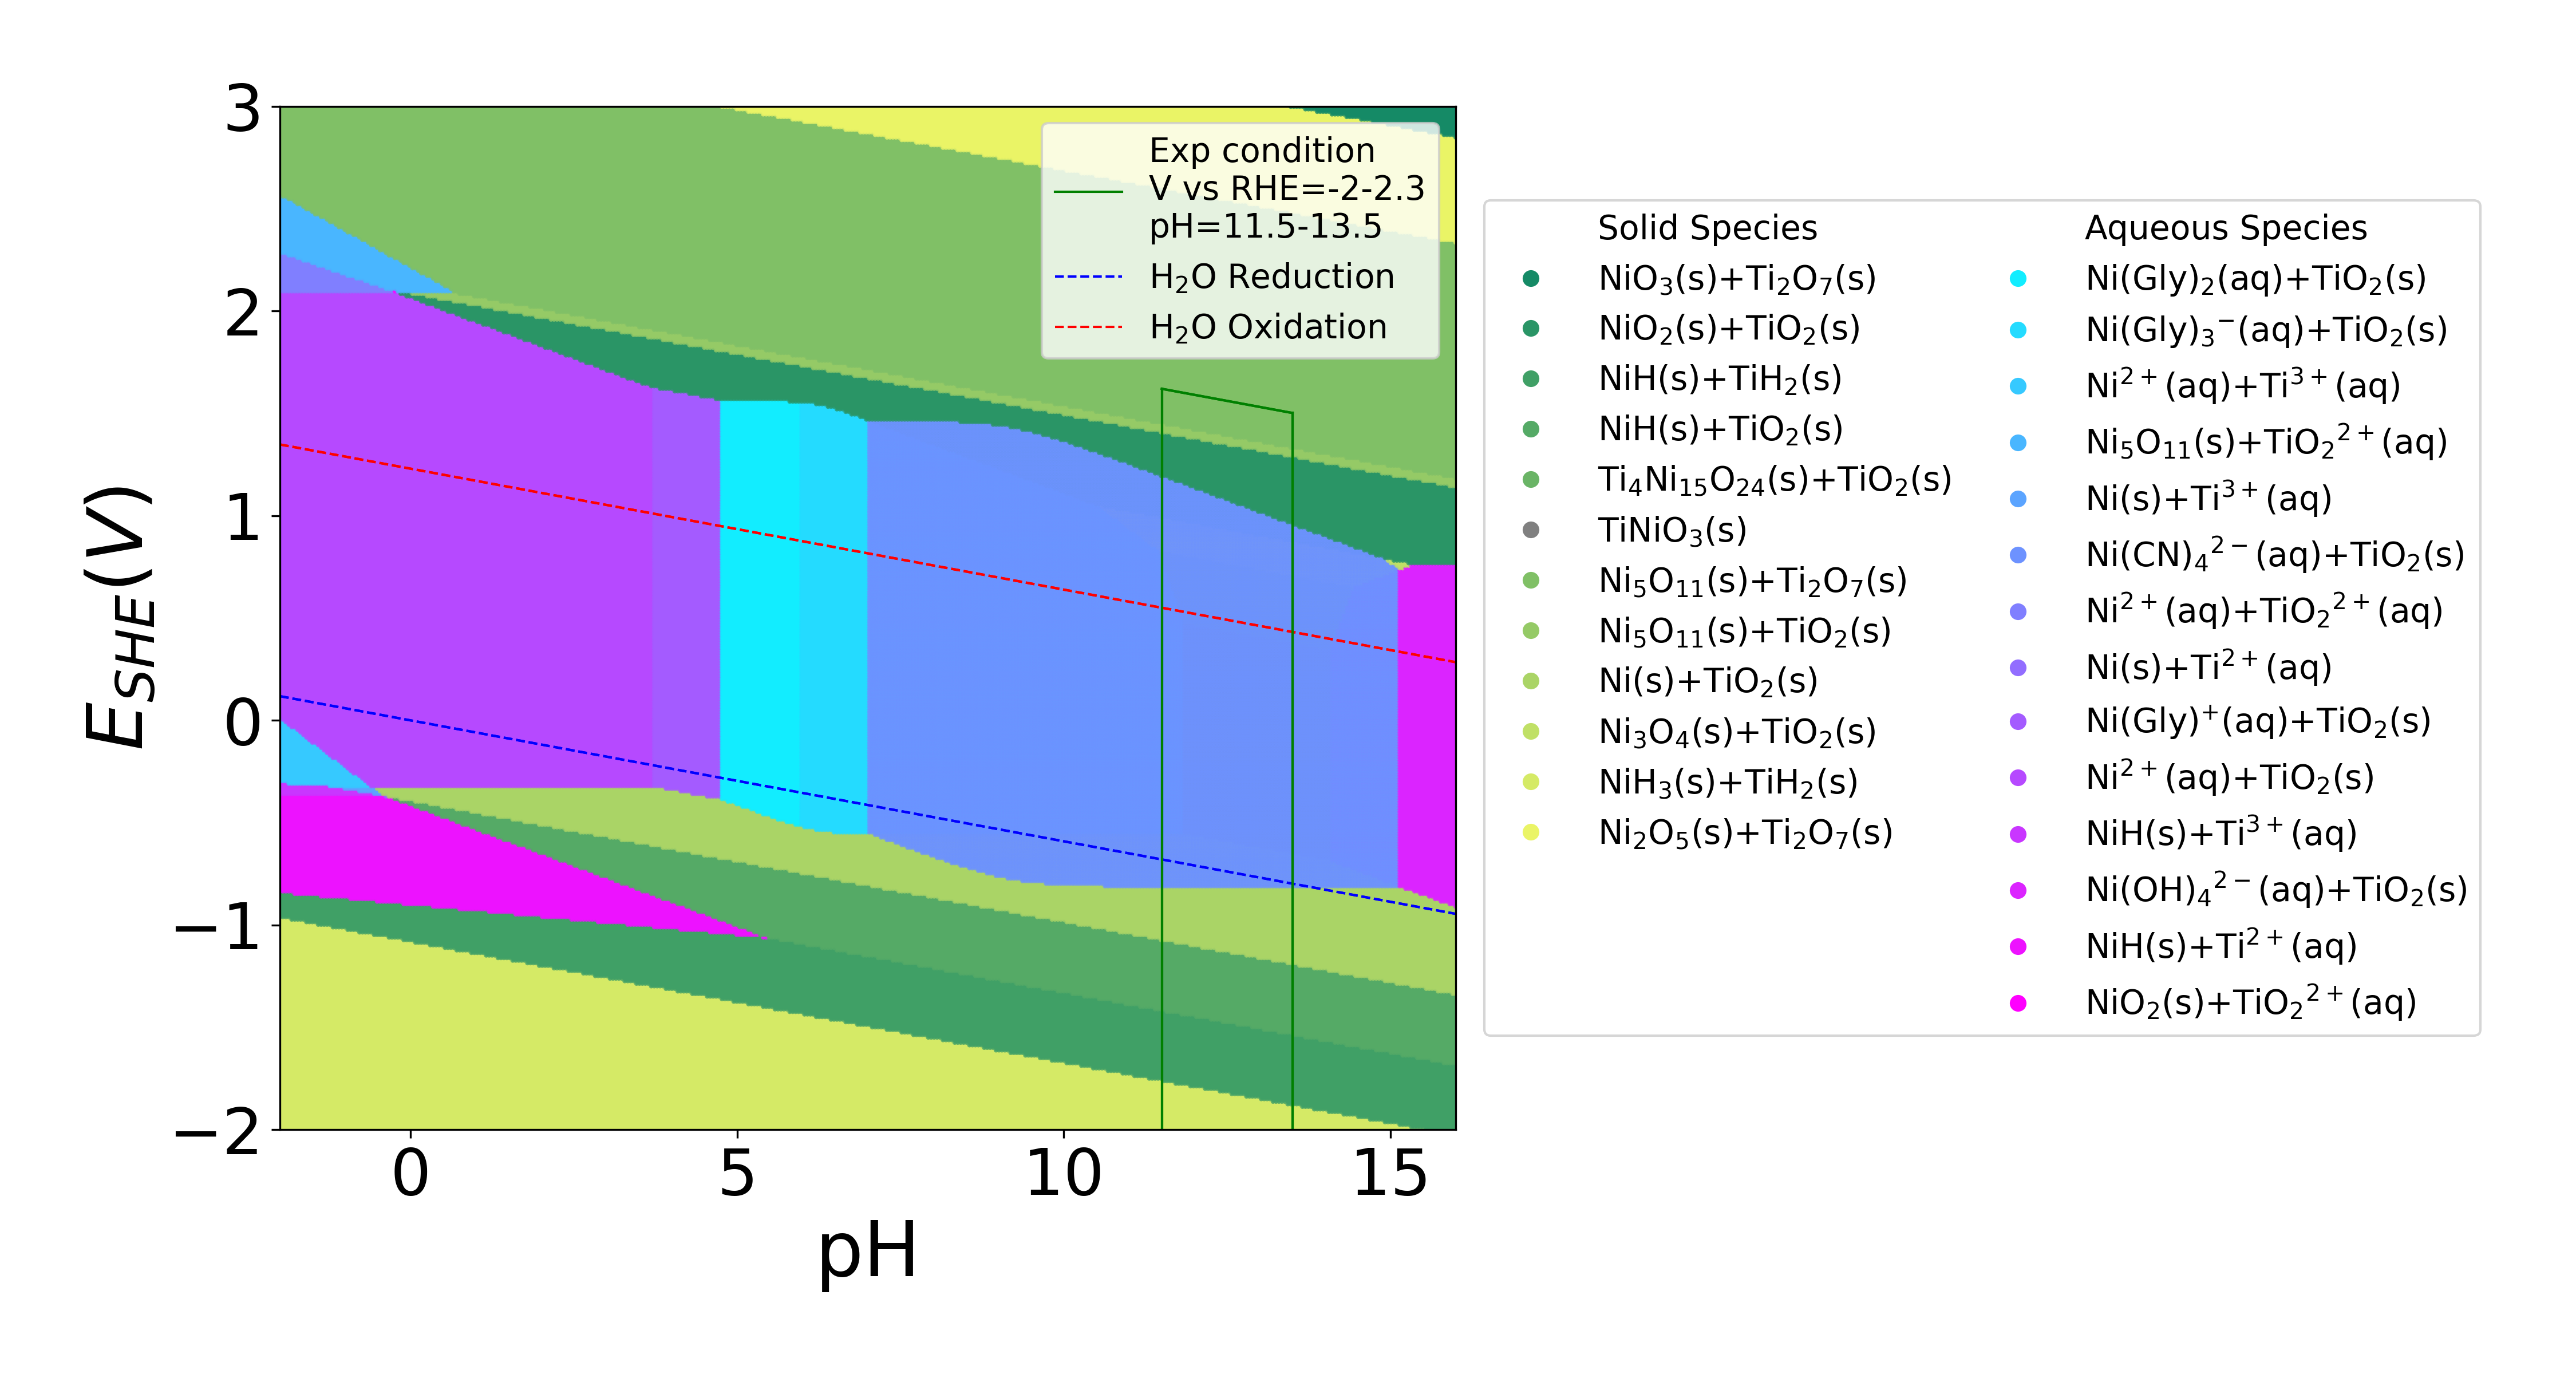 3
2
1
0
−1
−2
E_SHE(V)
0
5
10
15
pH
Exp condition
V vs RHE=-2-2.3
pH=11.5-13.5
H₂O Reduction
H₂O Oxidation
Solid Species
NiO₃(s)+Ti₂O₇(s)
NiO₂(s)+TiO₂(s)
NiH(s)+TiH₂(s)
NiH(s)+TiO₂(s)
Ti₄Ni₁₅O₂₄(s)+TiO₂(s)
TiNiO₃(s)
Ni₅O₁₁(s)+Ti₂O₇(s)
Ni₅O₁₁(s)+TiO₂(s)
Ni(s)+TiO₂(s)
Ni₃O₄(s)+TiO₂(s)
NiH₃(s)+TiH₂(s)
Ni₂O₅(s)+Ti₂O₇(s)
Aqueous Species
Ni(Gly)₂(aq)+TiO₂(s)
Ni(Gly)₃⁻(aq)+TiO₂(s)
Ni²⁺(aq)+Ti³⁺(aq)
Ni₅O₁₁(s)+TiO₂²⁺(aq)
Ni(s)+Ti³⁺(aq)
Ni(CN)₄²⁻(aq)+TiO₂(s)
Ni²⁺(aq)+TiO₂²⁺(aq)
Ni(s)+Ti²⁺(aq)
Ni(Gly)⁺(aq)+TiO₂(s)
Ni²⁺(aq)+TiO₂(s)
NiH(s)+Ti³⁺(aq)
Ni(OH)₄²⁻(aq)+TiO₂(s)
NiH(s)+Ti²⁺(aq)
NiO₂(s)+TiO₂²⁺(aq)